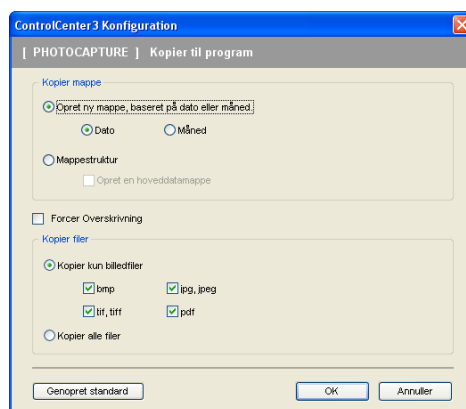 ControlCenter3 Konfiguration
[ PHOTOCAPTURE ] Kopier til program
Kopier mappe
Opret ny mappe, baseret på dato eller måned.
Dato Måned
Mappestruktur
Opret en hoveddatamappe
Forcer Overskrivning
Kopier filer
Kopier kun billedfiler
bmp jpg, jpeg
tif, tiff pdf
Kopier alle filer
Genopret standard OK Annuller